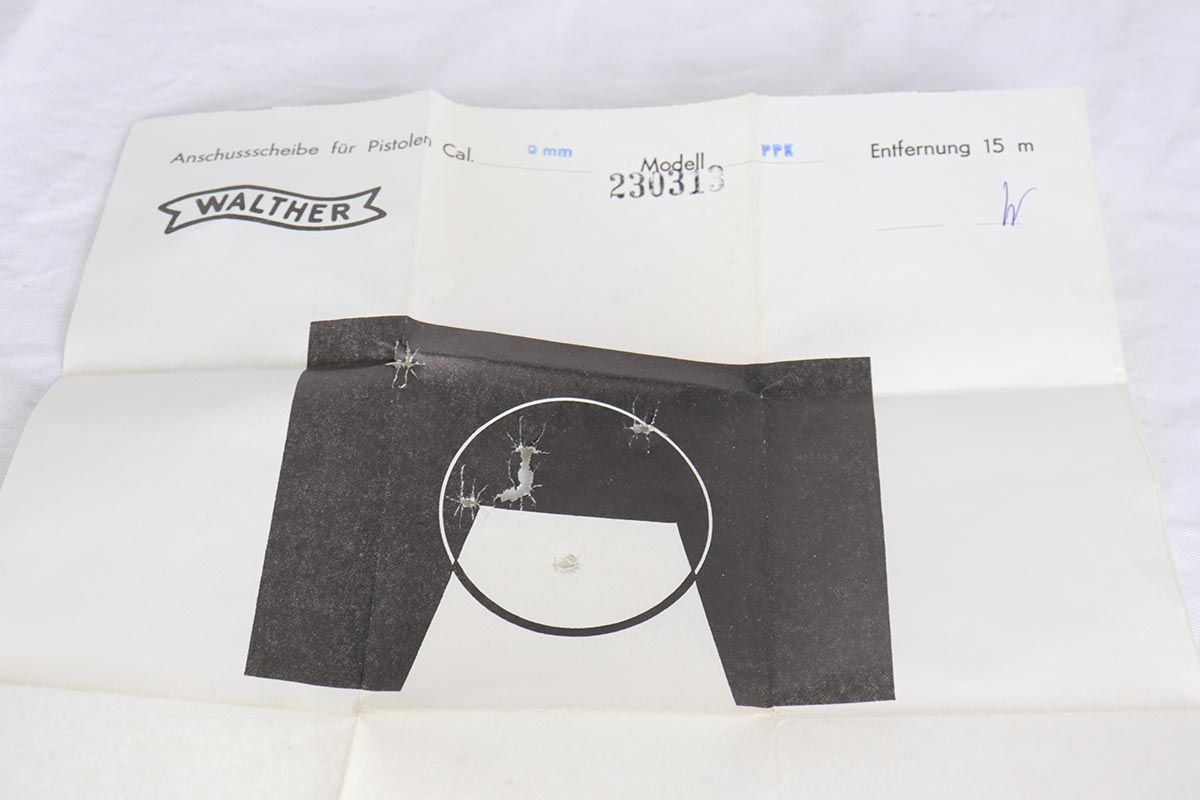 Anschussscheibe für Pistolen Cal. 9 mm Modell PPK Entfernung 15 m
230313
WALTHER
W